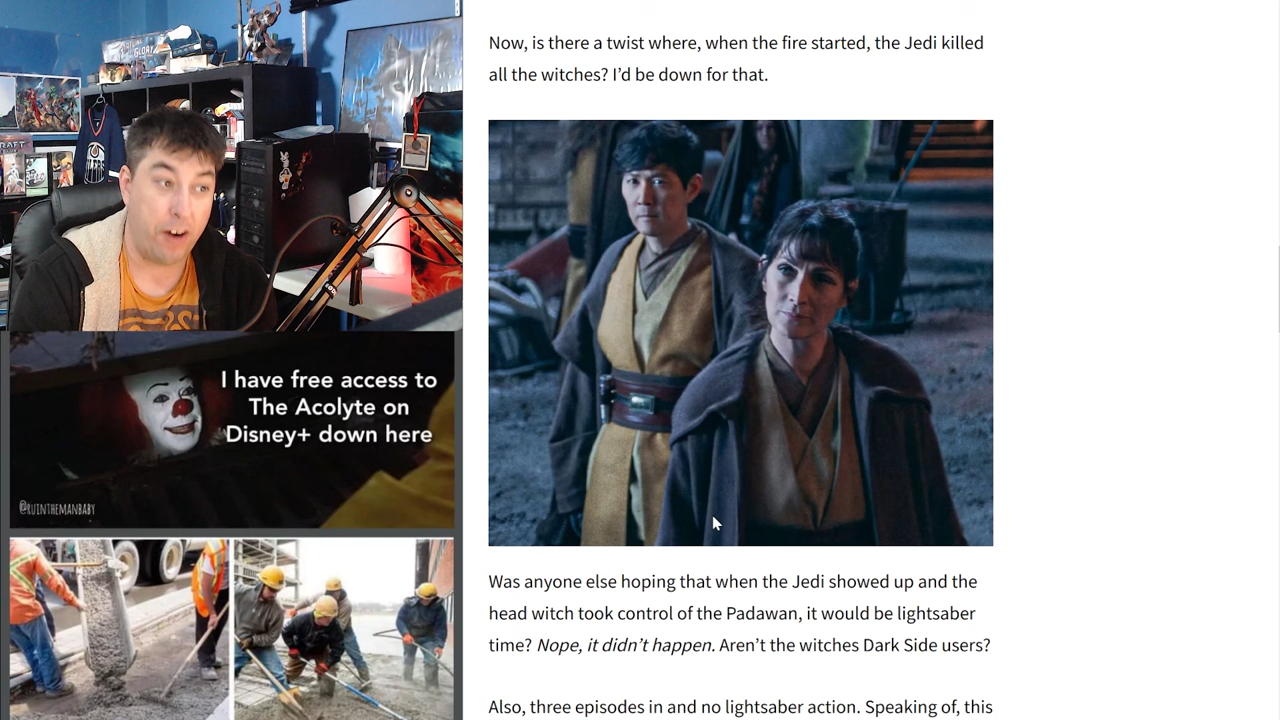 GLORY
RAFT
I have free access to
The Acolyte on
Disney+ down here
@RUINTHEMANBABY
Now, is there a twist where, when the fire started, the Jedi killed
all the witches? I’d be down for that.
Was anyone else hoping that when the Jedi showed up and the
head witch took control of the Padawan, it would be lightsaber
time? Nope, it didn’t happen. Aren’t the witches Dark Side users?
Also, three episodes in and no lightsaber action. Speaking of, this